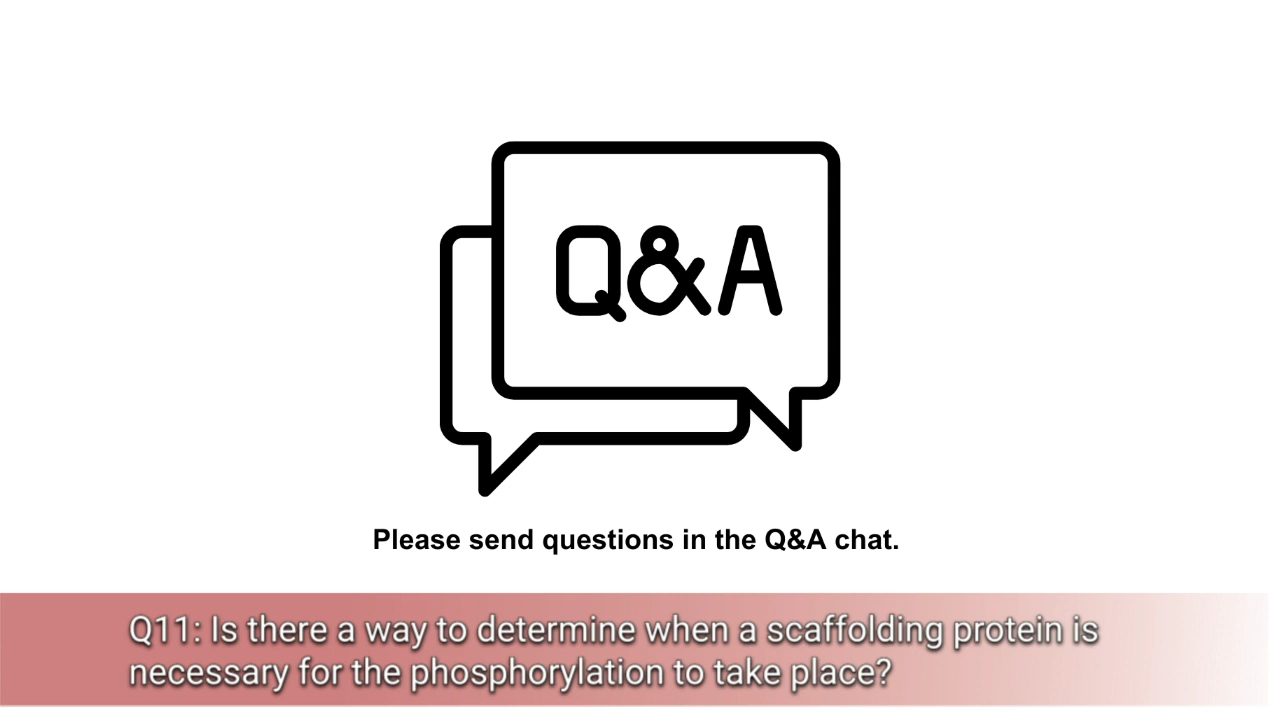 Q&A
Please send questions in the Q&A chat.
Q11: Is there a way to determine when a scaffolding protein is
necessary for the phosphorylation to take place?